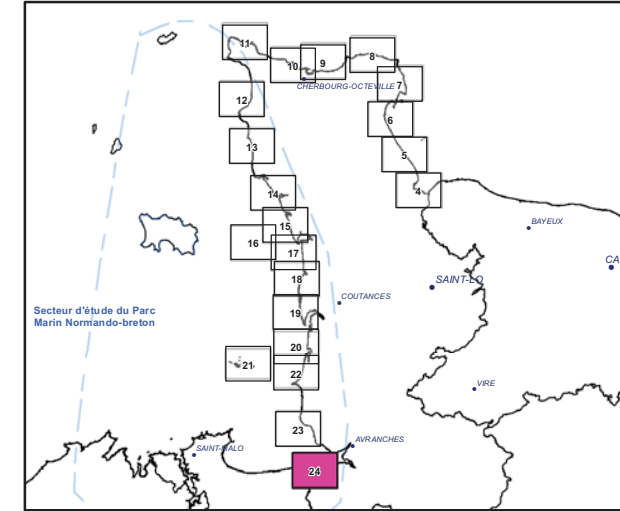 11
8
9
10
7
CHERBOURG-OCTEVILLE
12
6
13
5
4
14
15
BAYEUX
16
17
CA
18
SAINT-LO
COUTANCES
19
Secteur d'étude du Parc
Marin Normando-breton
20
21
22
VIRE
23
AVRANCHES
SAINT-MALO
24